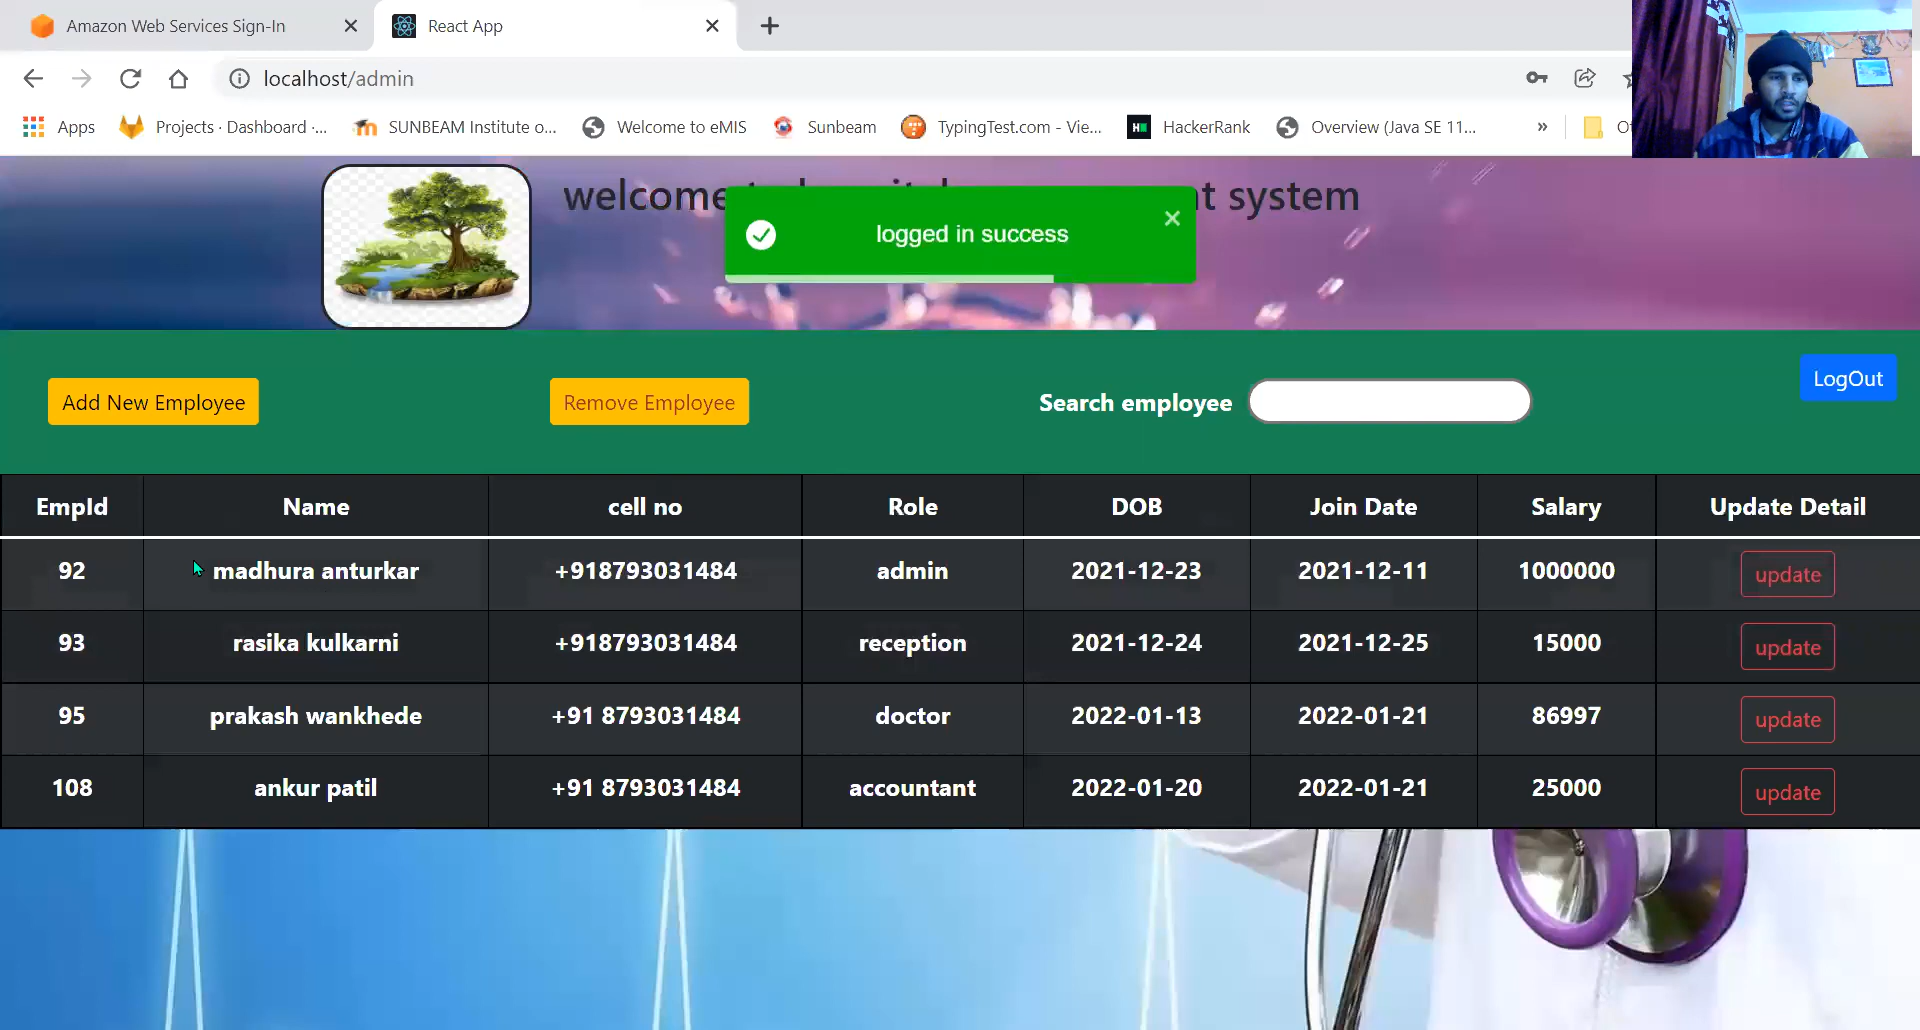 Amazon Web Services Sign-In
React App
localhost/admin
Apps
Projects · Dashboard ·...
SUNBEAM Institute o...
Welcome to eMIS
Sunbeam
TypingTest.com - Vie...
HackerRank
Overview (Java SE 11...
»
welcome
system
logged in success
Add New Employee
Remove Employee
Search employee
LogOut
EmpId Name cell no Role DOB Join Date Salary Update Detail
92 madhura anturkar +918793031484 admin 2021-12-23 2021-12-11 1000000 update
93 rasika kulkarni +918793031484 reception 2021-12-24 2021-12-25 15000 update
95 prakash wankhede +91 8793031484 doctor 2022-01-13 2022-01-21 86997 update
108 ankur patil +91 8793031484 accountant 2022-01-20 2022-01-21 25000 update